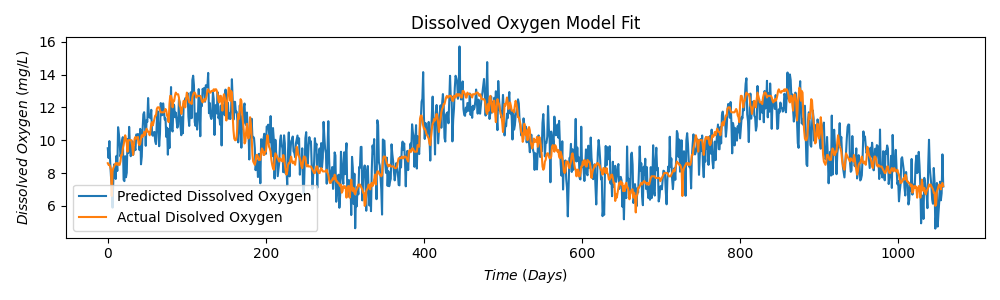 Dissolved Oxygen Model Fit
Dissolved Oxygen (mg/L)
16
14
12
10
8
6
Predicted Dissolved Oxygen
Actual Disolved Oxygen
0 200 400 600 800 1000
Time (Days)